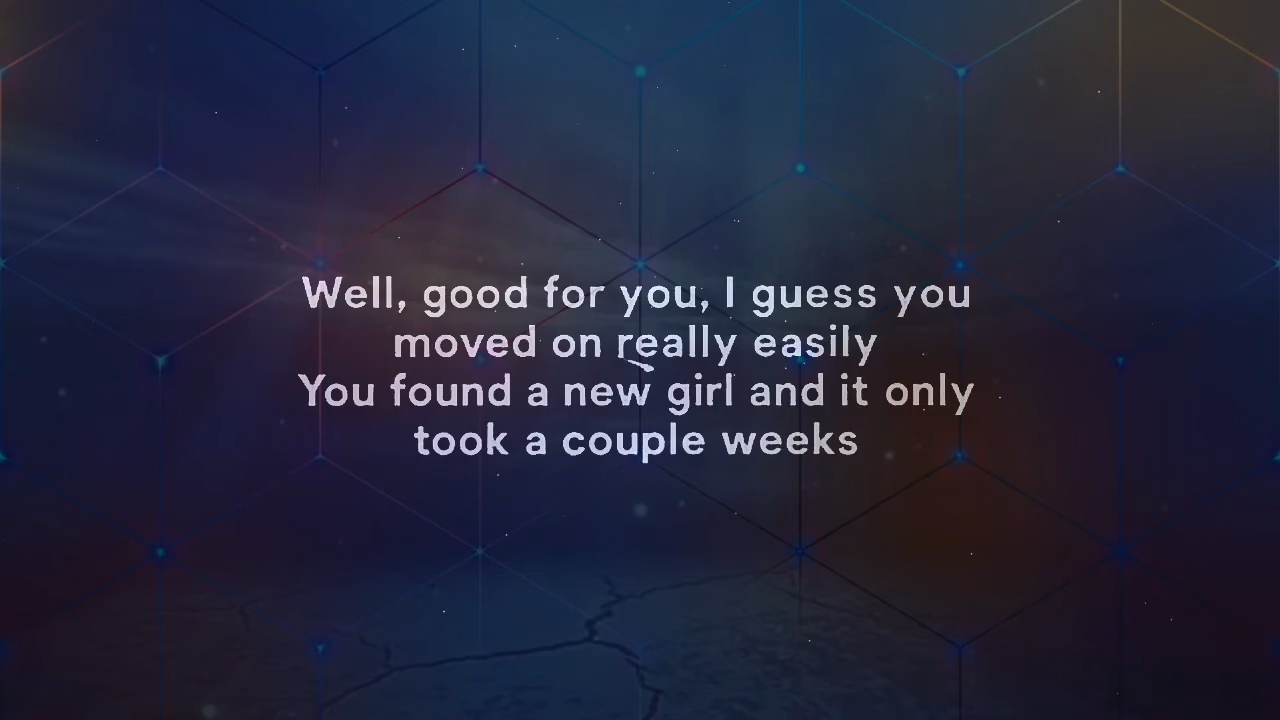 Well, good for you, I guess you
moved on really easily
You found a new girl and it only
took a couple weeks